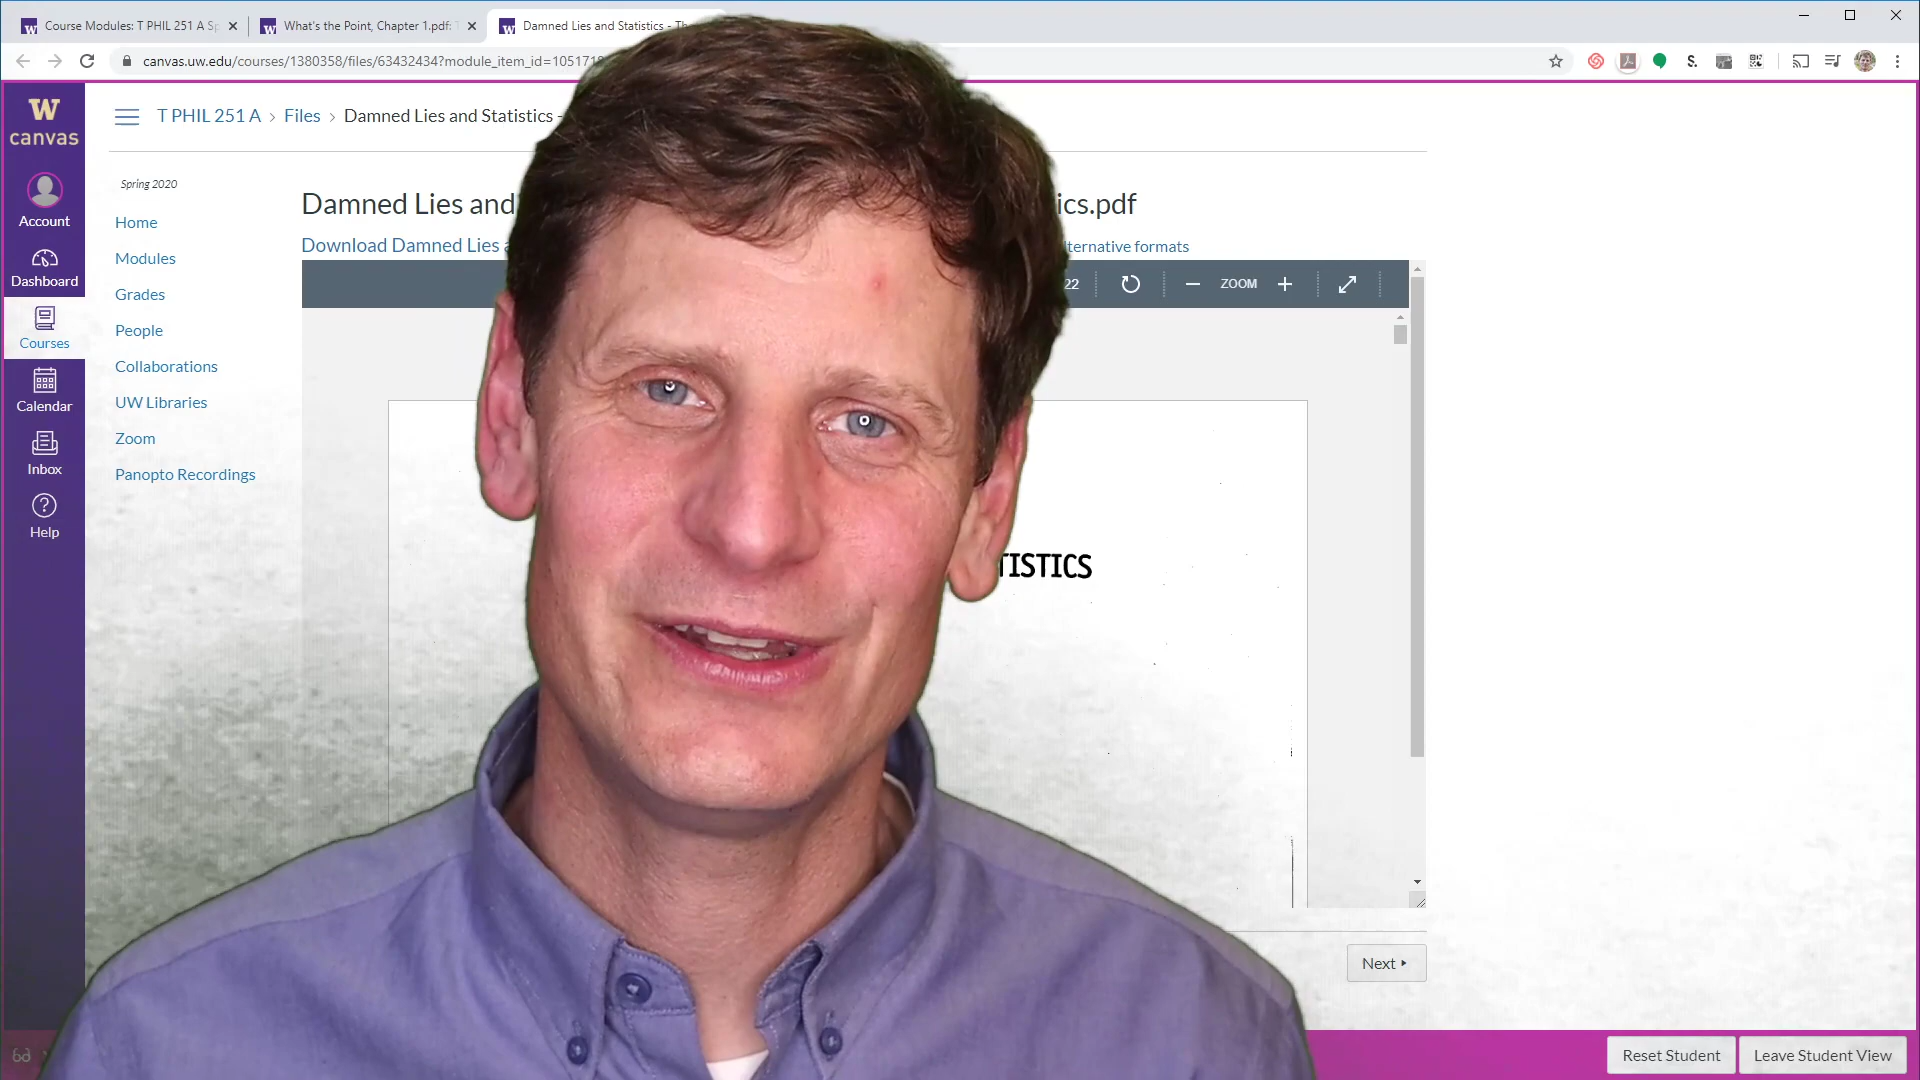 Course Modules: T PHIL 251 A Sp
What's the Point, Chapter 1.pdf: T
Damned Lies and Statistics - Th
canvas.uw.edu/courses/1380358/files/63432434?module_item_id=1051718
W
canvas
T PHIL 251 A › Files › Damned Lies and Statistics -
Spring 2020
Account
Dashboard
Courses
Calendar
Inbox
Help
Home
Modules
Grades
People
Collaborations
UW Libraries
Zoom
Panopto Recordings
Damned Lies and
ics.pdf
Download Damned Lies
lternative formats
22
ZOOM
TISTICS
Next
Reset Student
Leave Student View